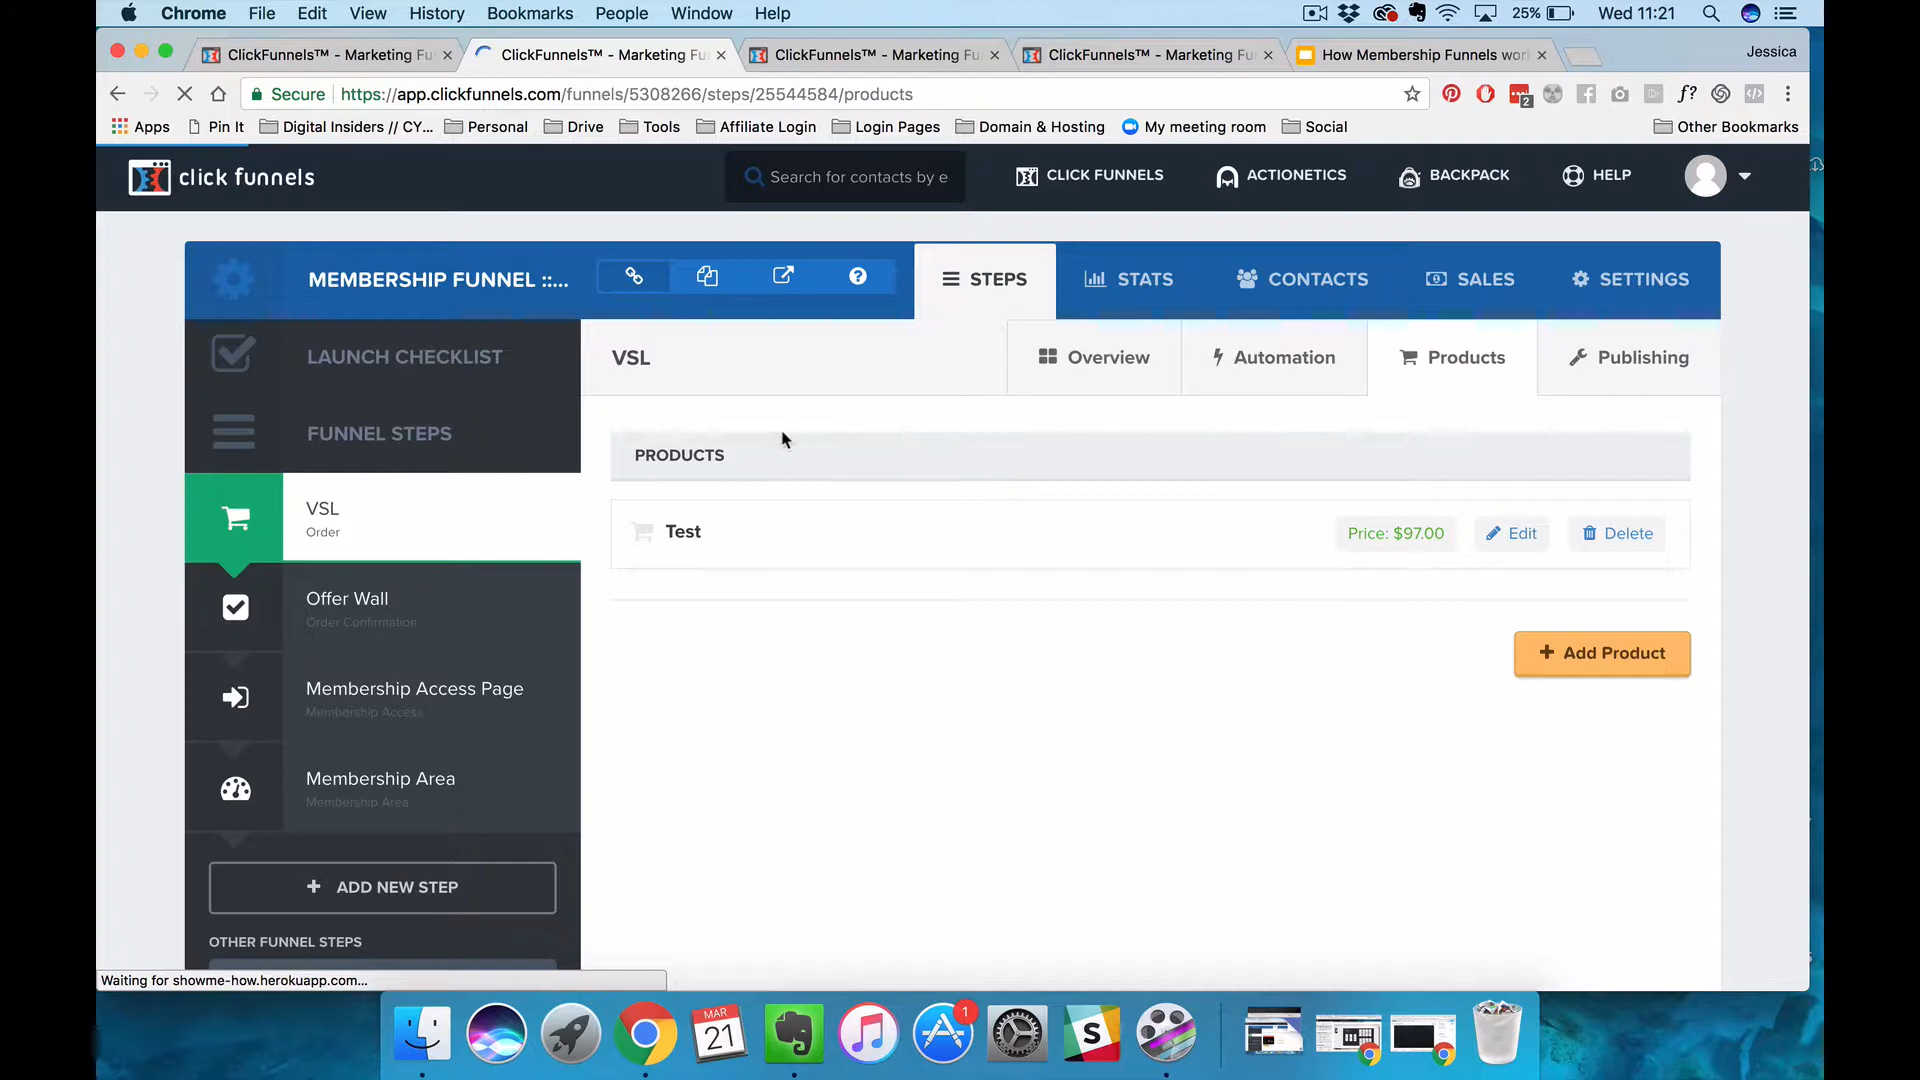 Chrome File Edit View History Bookmarks People Window Help 25% Wed 11:21
ClickFunnels™ - Marketing Fu ClickFunnels™ - Marketing Fu ClickFunnels™ - Marketing Fu ClickFunnels™ - Marketing Fu How Membership Funnels wor Jessica
Secure https://app.clickfunnels.com/funnels/5308266/steps/25544584/products
Apps Pin It Digital Insiders // CY... Personal Drive Tools Affiliate Login Login Pages Domain & Hosting My meeting room Social Other Bookmarks
click funnels Search for contacts by e CLICK FUNNELS ACTIONETICS BACKPACK HELP
MEMBERSHIP FUNNEL ::... STEPS STATS CONTACTS SALES SETTINGS
LAUNCH CHECKLIST
FUNNEL STEPS
VSL
Order
Offer Wall
Order Confirmation
Membership Access Page
Membership Access
Membership Area
Membership Area
+ ADD NEW STEP
OTHER FUNNEL STEPS
VSL Overview Automation Products Publishing
PRODUCTS
Test Price: $97.00 Edit Delete
+ Add Product
Waiting for showme-how.herokuapp.com...
MAR
21
1
S
2
f?